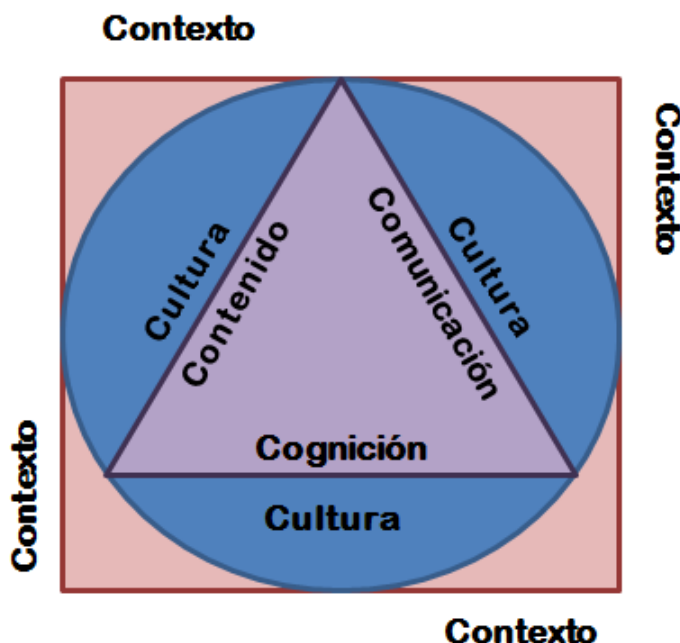 Contexto
Contexto
Cultura
Contenido
Comunicación
Cultura
Cognición
Cultura
Contexto
Contexto